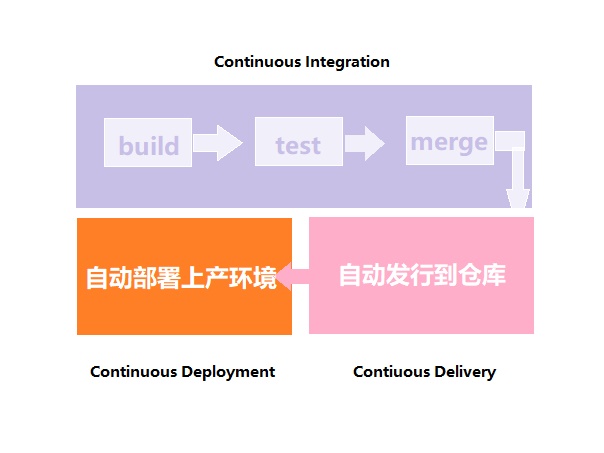 Continuous Integration
build
test
merge
自动部署上产环境
自动发行到仓库
Continuous Deployment
Contiuous Delivery